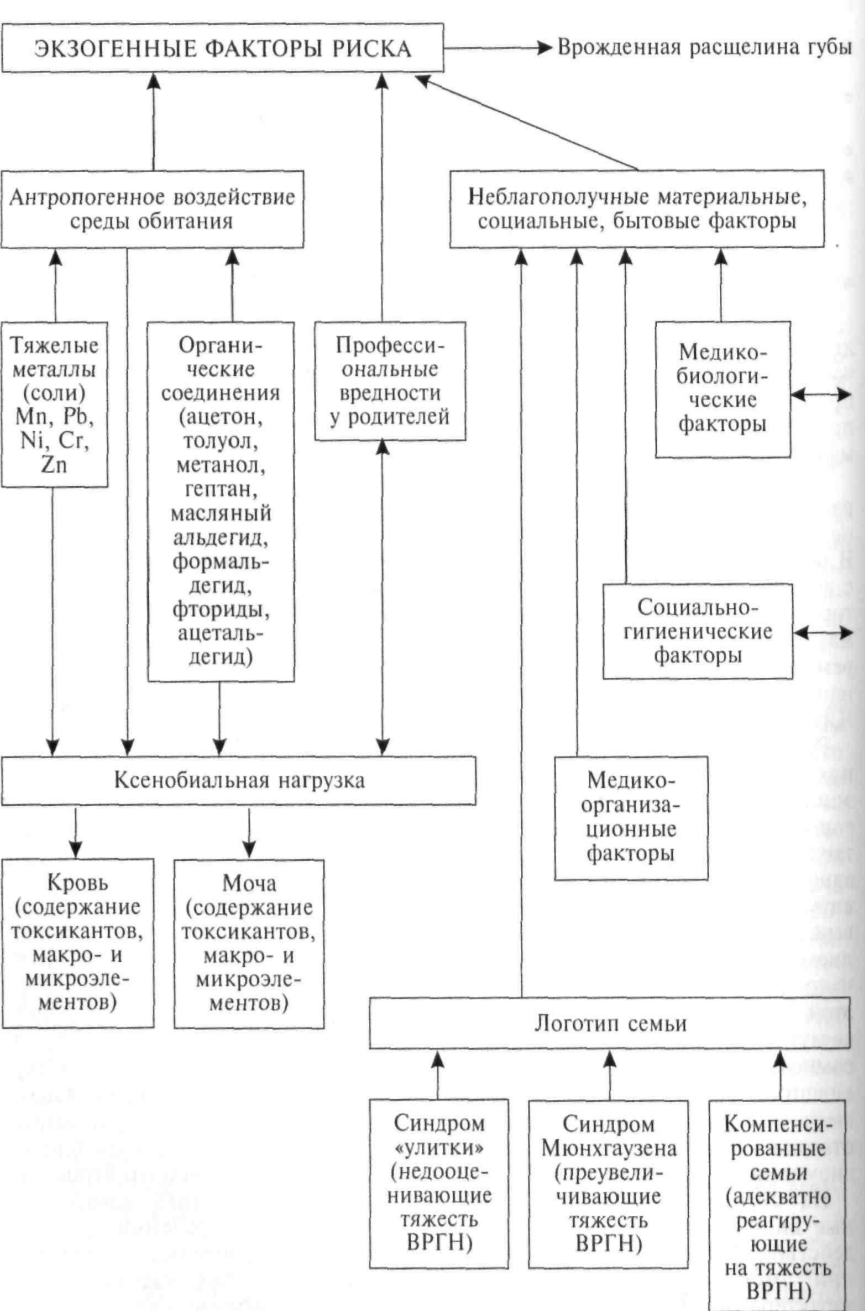 ЭКЗОГЕННЫЕ ФАКТОРЫ РИСКА
Врожденная расщелина губы
Антропогенное воздействие
среды обитания
Неблагополучные материальные,
социальные, бытовые факторы
Тяжелые
металлы
(соли)
Mn, Pb,
Ni, Cr,
Zn
Органи-
ческие
соединения
(ацетон,
толуол,
метанол,
гептан,
масляный
альдегид,
формаль-
дегид,
фториды,
ацеталь-
дегид)
Професси-
ональные
вредности
у родителей
Медико-
биологи-
ческие
факторы
Социально-
гигиенические
факторы
Ксенобиальная нагрузка
Медико-
организа-
ционные
факторы
Кровь
(содержание
токсикантов,
макро- и
микроэле-
ментов)
Моча
(содержание
токсикантов,
макро- и
микроэле-
ментов)
Логотип семьи
Синдром
«улитки»
(недооце-
нивающие
тяжесть
ВРГН)
Синдром
Мюнхгаузена
(преувели-
чивающие
тяжесть
ВРГН)
Компенси-
рованные
семьи
(адекватно
реагиру-
ющие
на тяжесть
ВРГН)